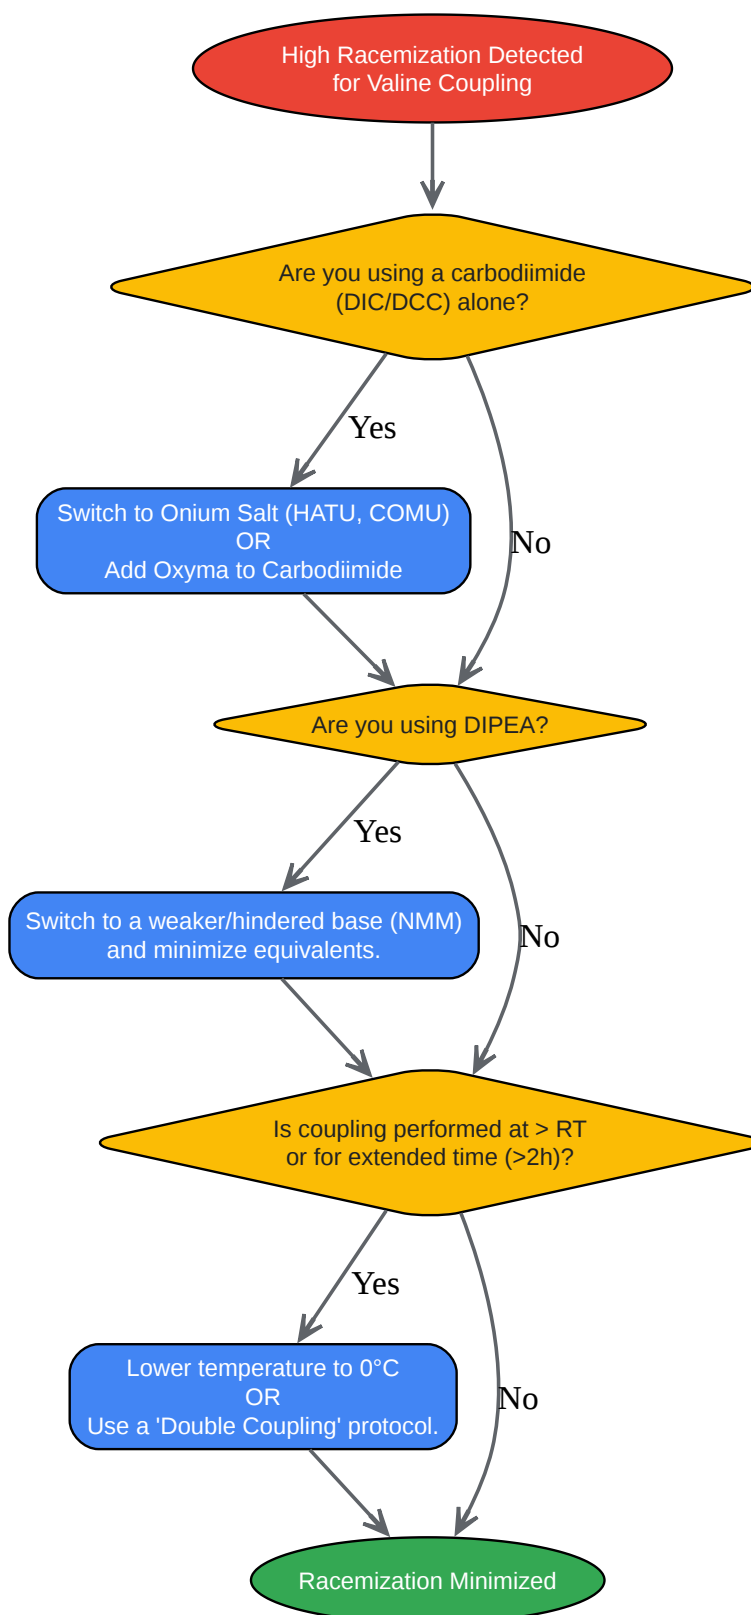 High Racemization Detected
for Valine Coupling
Are you using a carbodiimide
(DIC/DCC) alone?
Yes
Switch to Onium Salt (HATU, COMU)
OR
Add Oxyma to Carbodiimide
No
Are you using DIPEA?
Yes
Switch to a weaker/hindered base (NMM)
and minimize equivalents.
No
Is coupling performed at > RT
or for extended time (>2h)?
Yes
Lower temperature to 0°C
OR
Use a 'Double Coupling' protocol.
No
Racemization Minimized